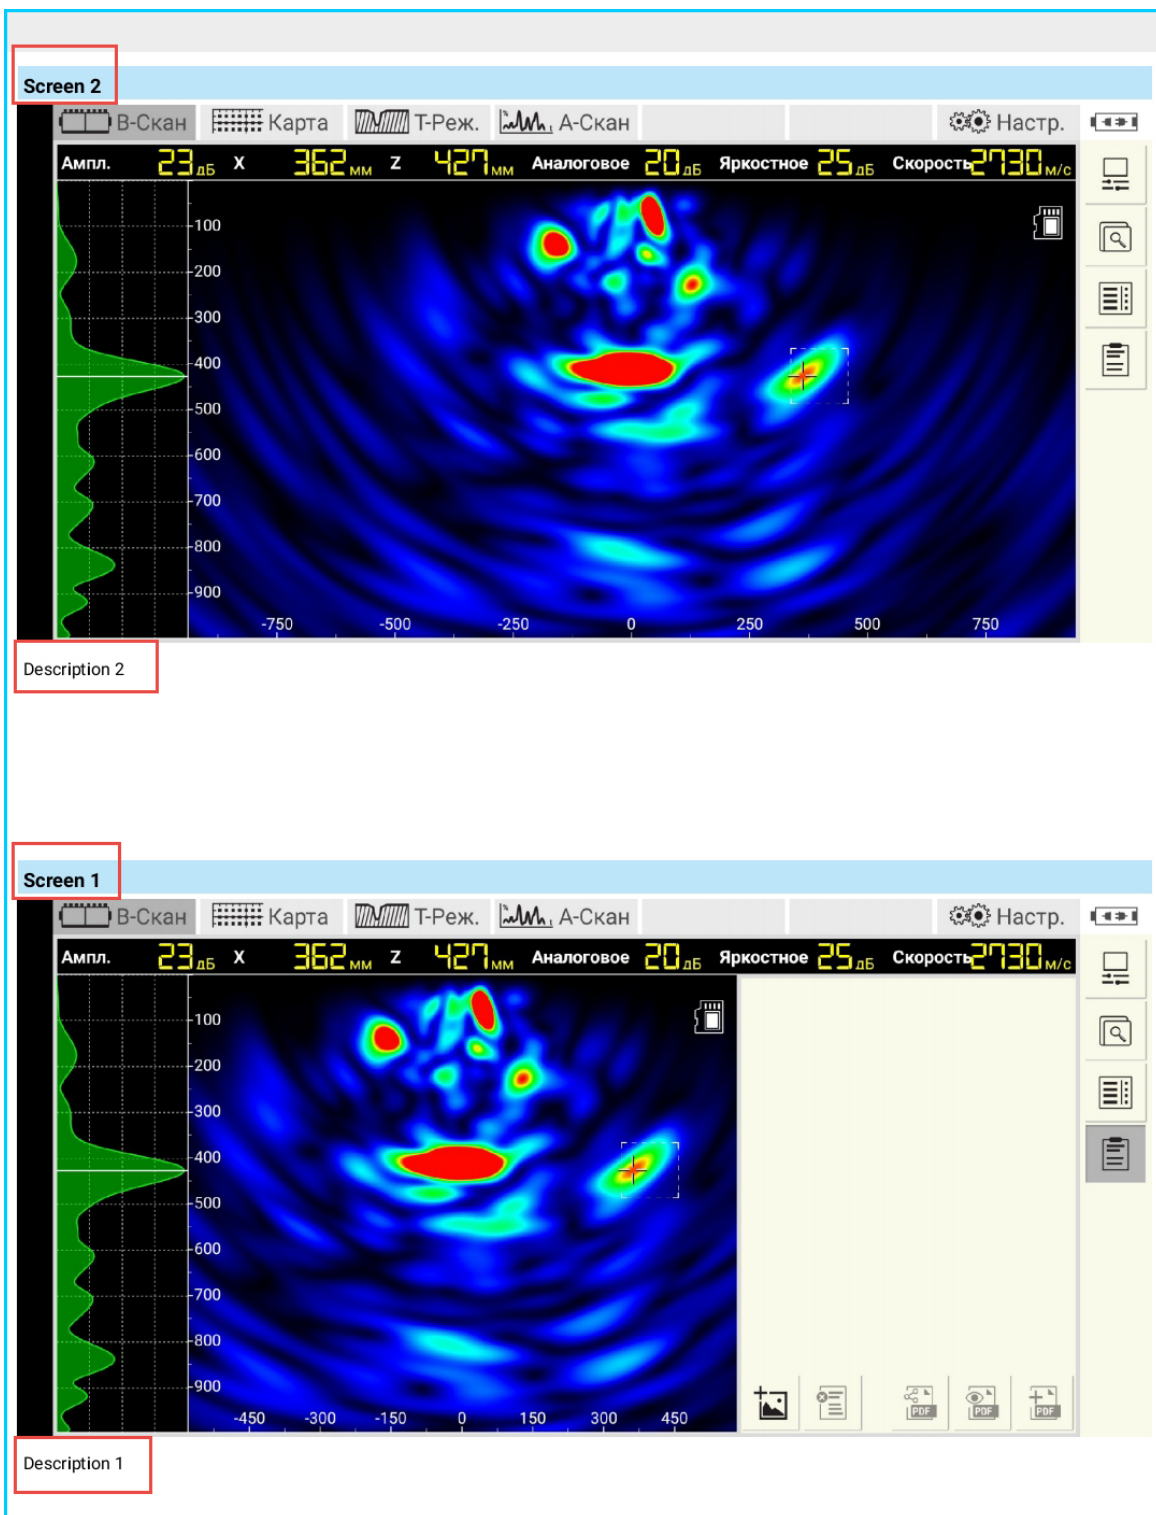 Screen 2
В-Скан Карта Т-Реж. А-Скан Настр.
Ампл. 23 дБ X 362 мм Z 427 мм Аналоговое 20 дБ Яркостное 25 дБ Скорость 2730 м/с
100
200
300
400
500
600
700
800
900
-750 -500 -250 0 250 500 750
Description 2
Screen 1
В-Скан Карта Т-Реж. А-Скан Настр.
Ампл. 23 дБ X 362 мм Z 427 мм Аналоговое 20 дБ Яркостное 25 дБ Скорость 2730 м/с
100
200
300
400
500
600
700
800
900
-450 -300 -150 0 150 300 450
PDF PDF PDF
Description 1